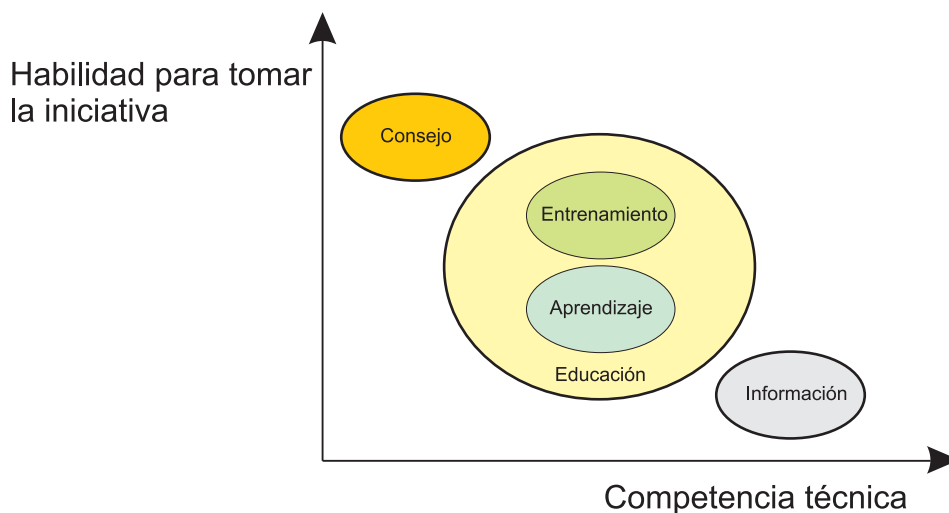 Habilidad para tomar
la iniciativa
Consejo
Entrenamiento
Aprendizaje
Educación
Información
Competencia técnica